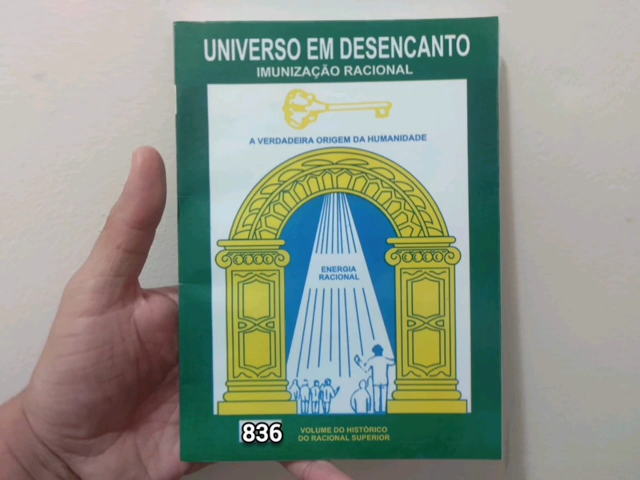 UNIVERSO EM DESENCANTO
IMUNIZAÇÃO RACIONAL
A VERDADEIRA ORIGEM DA HUMANIDADE
ENERGIA
RACIONAL
836
VOLUME DO HISTÓRICO
DO RACIONAL SUPERIOR